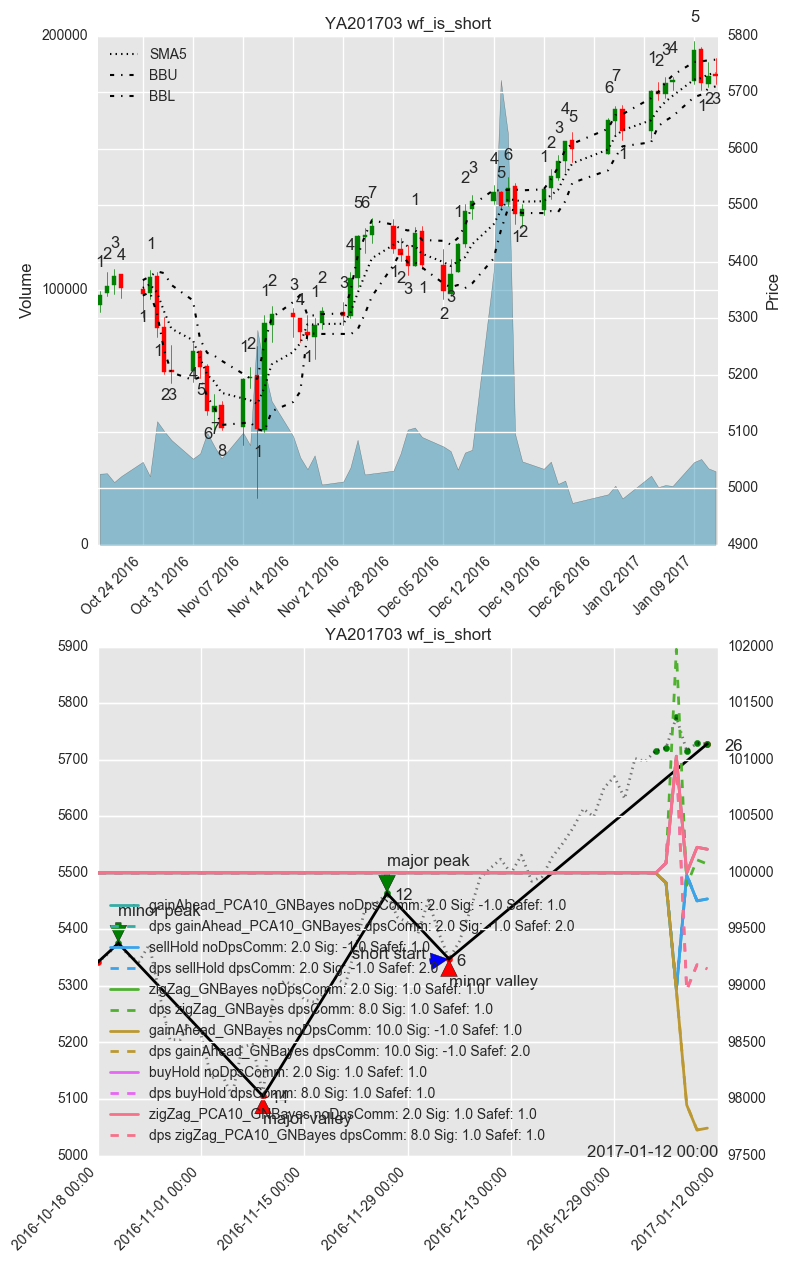 YA201703 wf_is_short
200000
100000
0
Volume
SMA5
BBU
BBL
5800
5700
5600
5500
5400
5300
5200
5100
5000
4900
Price
Oct 24 2016
Oct 31 2016
Nov 07 2016
Nov 14 2016
Nov 21 2016
Nov 28 2016
Dec 05 2016
Dec 12 2016
Dec 19 2016
Dec 26 2016
Jan 02 2017
Jan 09 2017
YA201703 wf_is_short
5900
5800
5700
5600
5500
5400
5300
5200
5100
5000
102000
101500
101000
100500
100000
99500
99000
98500
98000
97500
26
major peak
12
minor peak
short start
6
minor valley
major valley
gainAhead_PCA10_GNBayes noDpsComm: 2.0 Sig: -1.0 Safef: 1.0
dps gainAhead_PCA10_GNBayes dpsComm: 2.0 Sig: -1.0 Safef: 2.0
sellHold noDpsComm: 2.0 Sig: -1.0 Safef: 1.0
dps sellHold dpsComm: 2.0 Sig: -1.0 Safef: 2.0
zigZag_GNBayes noDpsComm: 2.0 Sig: 1.0 Safef: 1.0
dps zigZag_GNBayes dpsComm: 8.0 Sig: 1.0 Safef: 1.0
gainAhead_GNBayes noDpsComm: 10.0 Sig: -1.0 Safef: 1.0
dps gainAhead_GNBayes dpsComm: 10.0 Sig: -1.0 Safef: 2.0
buyHold noDpsComm: 2.0 Sig: 1.0 Safef: 1.0
dps buyHold dpsComm: 8.0 Sig: 1.0 Safef: 1.0
zigZag_PCA10_GNBayes noDpsComm: 2.0 Sig: 1.0 Safef: 1.0
dps zigZag_PCA10_GNBayes dpsComm: 8.0 Sig: 1.0 Safef: 1.0
2017-01-12 00:00
2016-10-18 00:00
2016-11-01 00:00
2016-11-15 00:00
2016-11-29 00:00
2016-12-13 00:00
2016-12-29 00:00
2017-01-12 00:00